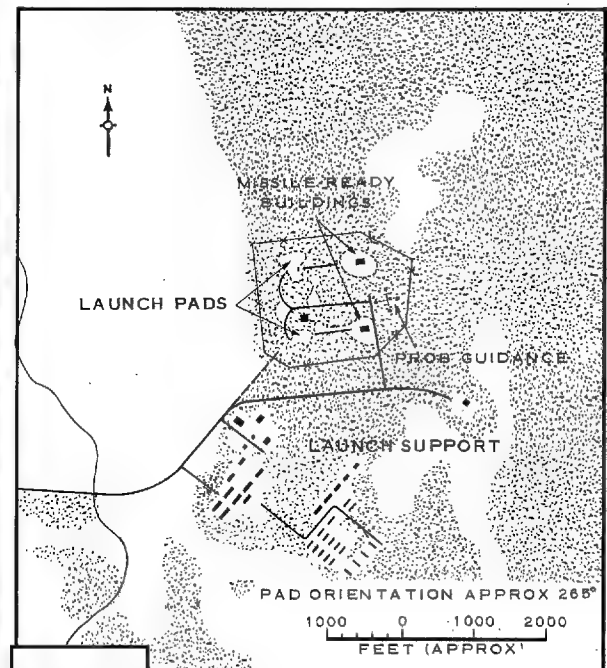 N
MISSILE READY
BUILDINGS
LAUNCH PADS
PROB GUIDANCE
LAUNCH SUPPORT
PAD ORIENTATION APPROX 265°
1000 0 1000 2000
FEET (APPROX)